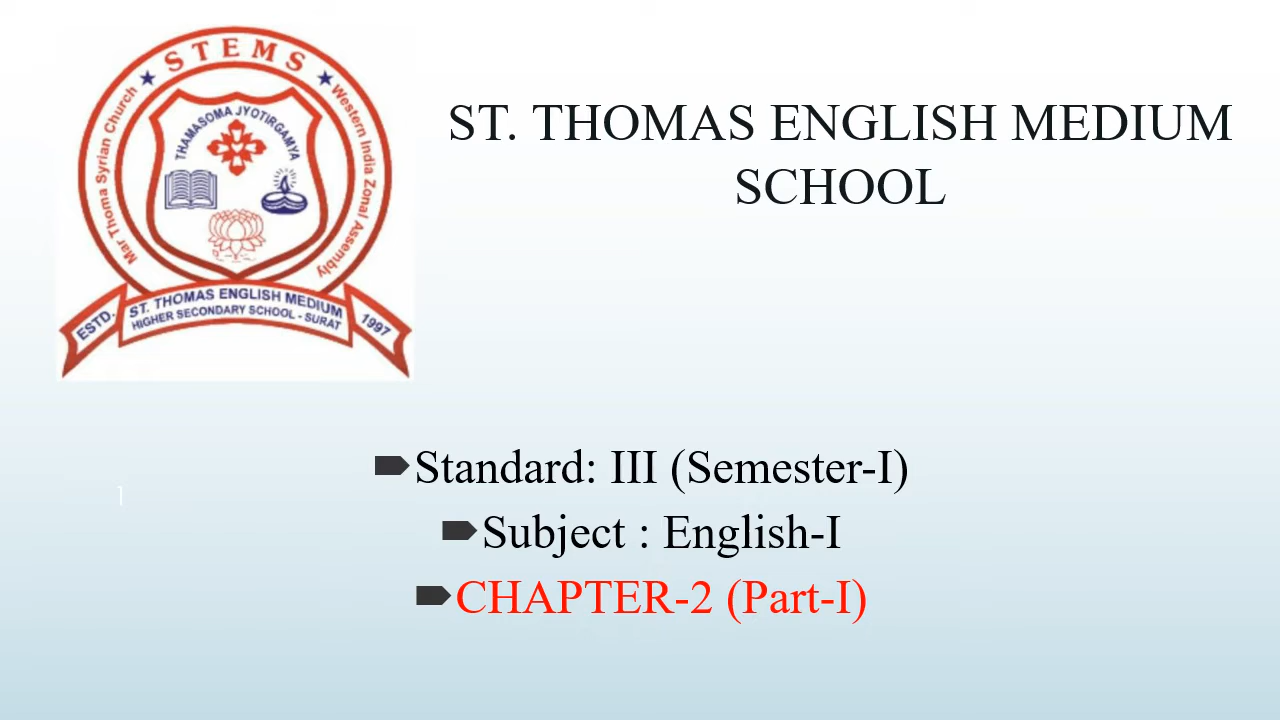 STEMS
Mar Thoma Syrian Church
Western India Zonal Assembly
THAMASOMA JYOTIRGAMYA
ESTD.
ST. THOMAS ENGLISH MEDIUM
HIGHER SECONDARY SCHOOL - SURAT
1997
ST. THOMAS ENGLISH MEDIUM
SCHOOL
Standard: III (Semester-I)
1
Subject : English-I
CHAPTER-2 (Part-I)